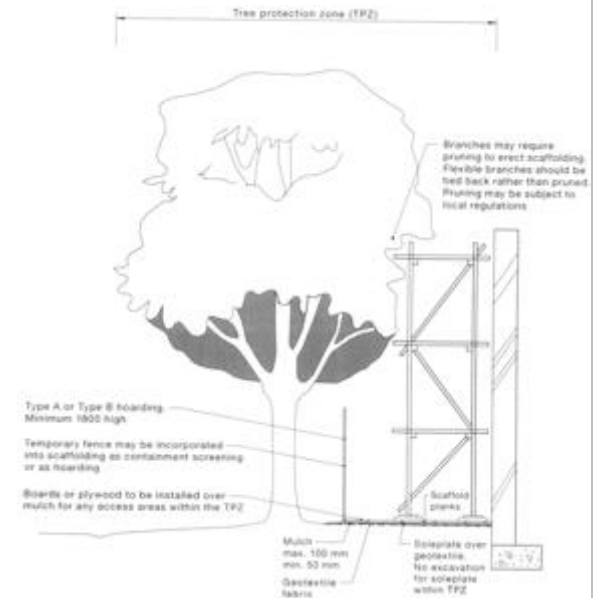 Tree protection zone (TPZ)
Branches may require
pruning to erect scaffolding.
Flexible branches should be
tied back rather than pruned.
Pruning may be subject to
local regulations
Type A or Type B hoarding.
Minimum 1800 high
Temporary fence may be incorporated
into scaffolding as containment screening
or as hoarding
Boards or plywood to be installed over
mulch for any access areas within the TPZ
Scaffold
planks
Mulch
max. 100 mm
min. 50 mm
Geotextile
fabric
Soleplate over
geotextile.
No excavation
for soleplate
within TPZ